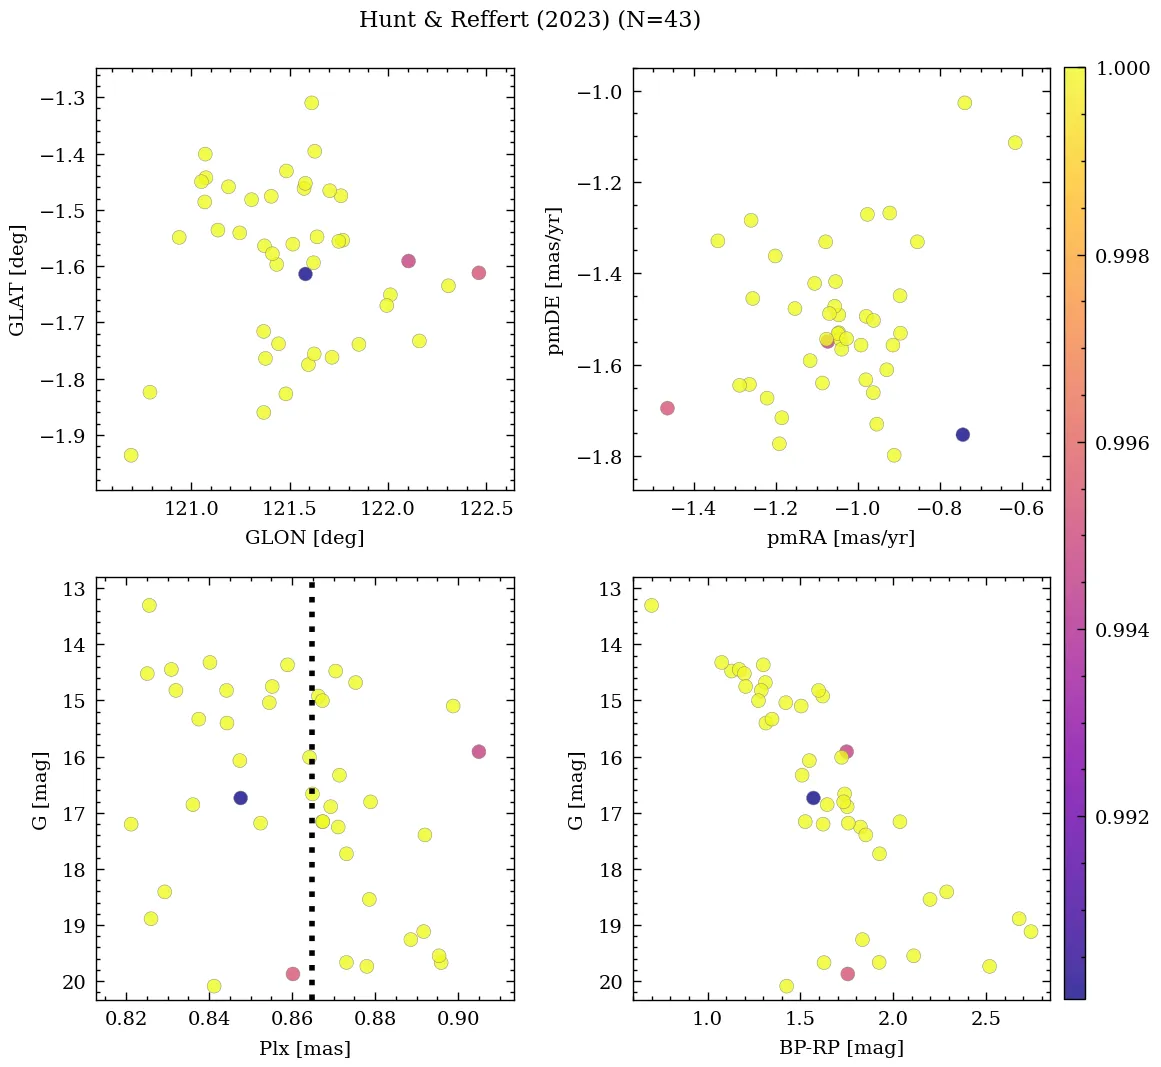 Hunt & Reffert (2023) (N=43)
−1.3
−1.4
−1.5
−1.6
−1.7
−1.8
−1.9
GLAT [deg]
121.0 121.5 122.0 122.5
GLON [deg]
−1.0
−1.2
−1.4
−1.6
−1.8
pmDE [mas/yr]
−1.4 −1.2 −1.0 −0.8 −0.6
pmRA [mas/yr]
13
14
15
16
17
18
19
20
G [mag]
0.82 0.84 0.86 0.88 0.90
Plx [mas]
13
14
15
16
17
18
19
20
G [mag]
1.0 1.5 2.0 2.5
BP-RP [mag]
1.000
0.998
0.996
0.994
0.992